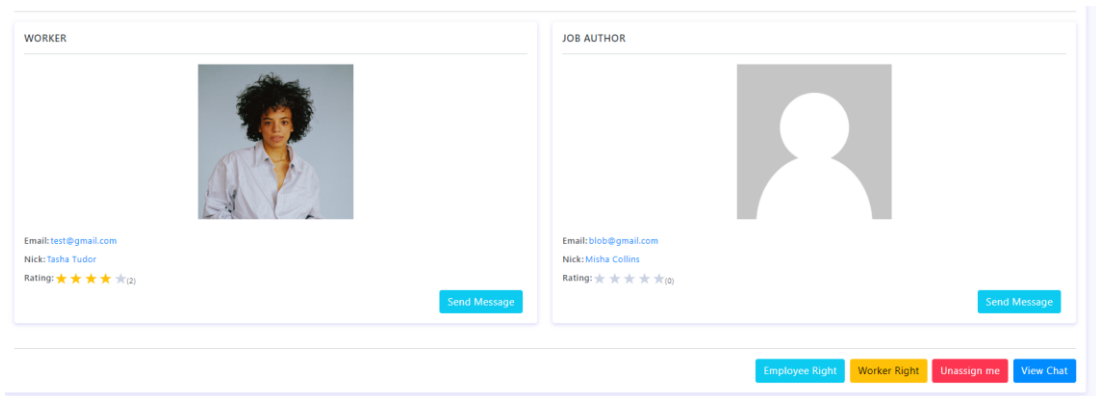 WORKER
Email: test@gmail.com
Nick: Tasha Tudor
Rating: (2)
Send Message
JOB AUTHOR
Email: blob@gmail.com
Nick: Misha Collins
Rating: (0)
Send Message
Employee Right Worker Right Unassign me View Chat